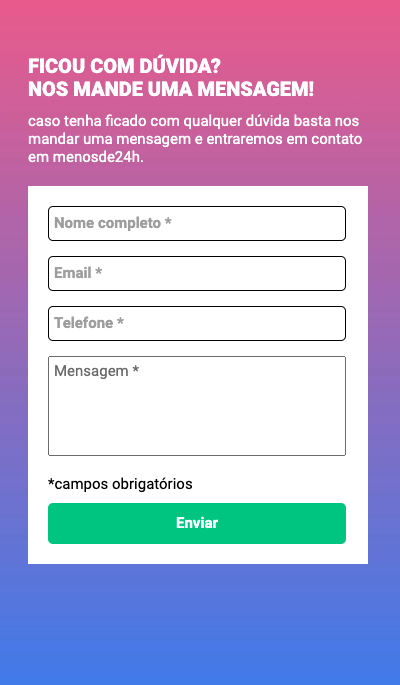 FICOU COM DÚVIDA?
NOS MANDE UMA MENSAGEM!
caso tenha ficado com qualquer dúvida basta nos
mandar uma mensagem e entraremos em contato
em menosde24h.
Nome completo *
Email *
Telefone *
Mensagem *
*campos obrigatórios
Enviar